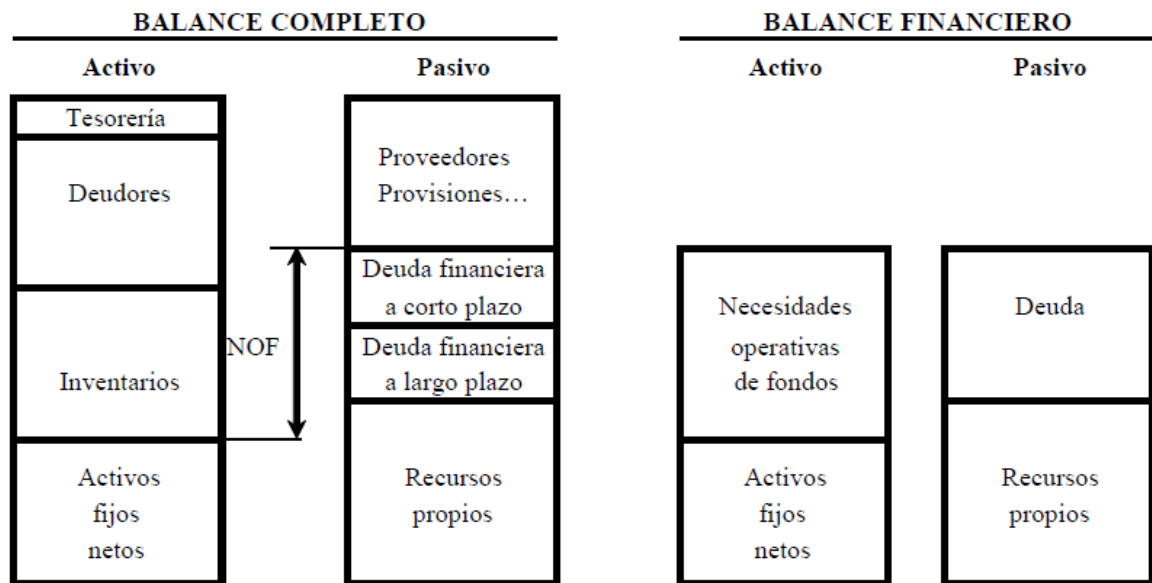 BALANCE COMPLETO
Activo
Pasivo
Tesorería
Deudores
Inventarios
Activos
fijos
netos
NOF
Proveedores
Provisiones…
Deuda financiera
a corto plazo
Deuda financiera
a largo plazo
Recursos
propios
BALANCE FINANCIERO
Activo
Pasivo
Necesidades
operativas
de fondos
Activos
fijos
netos
Deuda
Recursos
propios